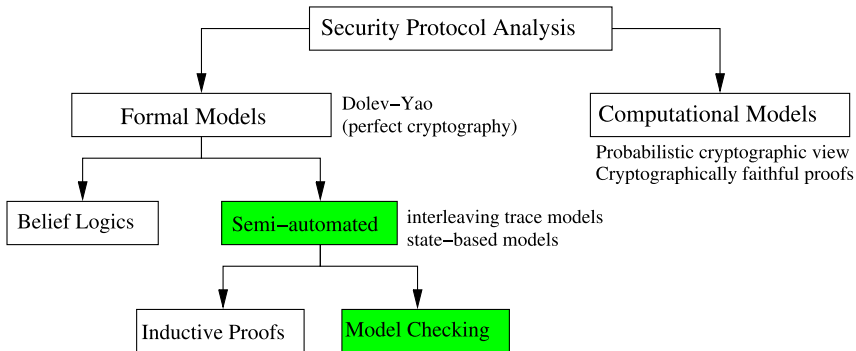 Security Protocol Analysis
Formal Models
Dolev−Yao
(perfect cryptography)
Computational Models
Probabilistic cryptographic view
Cryptographically faithful proofs
Belief Logics
Semi−automated
interleaving trace models
state−based models
Inductive Proofs
Model Checking